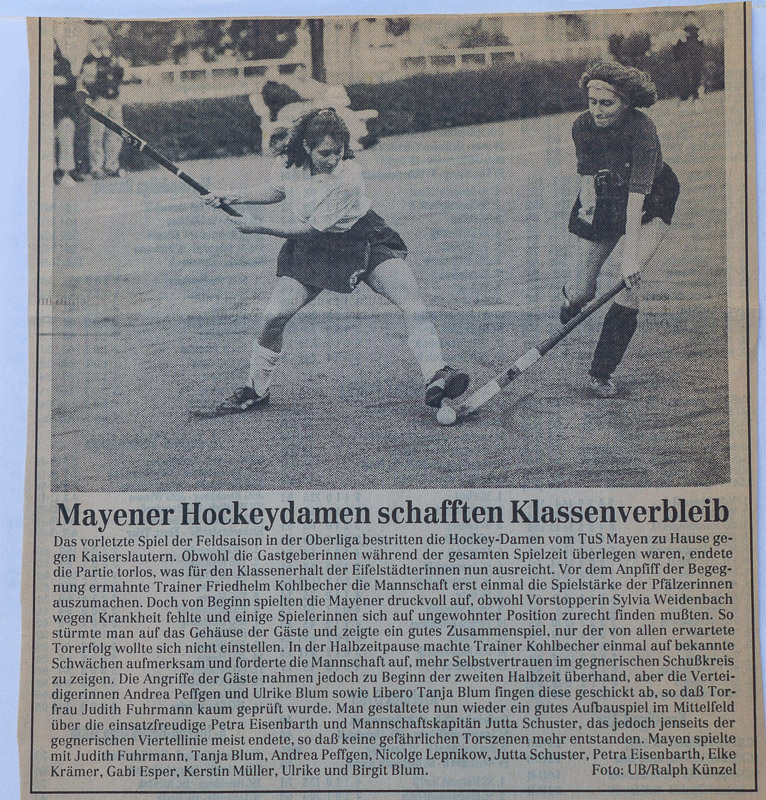 Mayener Hockeydamen schafften Klassenverbleib
Das vorletzte Spiel der Feldsaison in der Oberliga bestritten die Hockey-Damen vom TuS Mayen zu Hause ge-
gen Kaiserslautern. Obwohl die Gastgeberinnen während der gesamten Spielzeit überlegen waren, endete
die Partie torlos, was für den Klassenerhalt der Eifelstädterinnen nun ausreicht. Vor dem Anpfiff der Begeg-
nung ermahnte Trainer Friedhelm Kohlbecher die Mannschaft erst einmal die Spielstärke der Pfälzerinnen
auszumachen. Doch von Beginn spielten die Mayener druckvoll auf, obwohl Vorstopperin Sylvia Weidenbach
wegen Krankheit fehlte und einige Spielerinnen sich auf ungewohnter Position zurecht finden mußten. So
stürmte man auf das Gehäuse der Gäste und zeigte ein gutes Zusammenspiel, nur der von allen erwartete
Torerfolg wollte sich nicht einstellen. In der Halbzeitpause machte Trainer Kohlbecher einmal auf bekannte
Schwächen aufmerksam und forderte die Mannschaft auf, mehr Selbstvertrauen im gegnerischen Schußkreis
zu zeigen. Die Angriffe der Gäste nahmen jedoch zu Beginn der zweiten Halbzeit überhand, aber die Vertei-
digerinnen Andrea Peffgen und Ulrike Blum sowie Libero Tanja Blum fingen diese geschickt ab, so daß Tor-
frau Judith Fuhrmann kaum geprüft wurde. Man gestaltete nun wieder ein gutes Aufbauspiel im Mittelfeld
über die einsatzfreudige Petra Eisenbarth und Mannschaftskapitän Jutta Schuster, das jedoch jenseits der
gegnerischen Viertellinie meist endete, so daß keine gefährlichen Torszenen mehr entstanden. Mayen spielte
mit Judith Fuhrmann, Tanja Blum, Andrea Peffgen, Nicolge Lepnikow, Jutta Schuster, Petra Eisenbarth, Elke
Krämer, Gabi Esper, Kerstin Müller, Ulrike und Birgit Blum. Foto: UB/Ralph Künzel